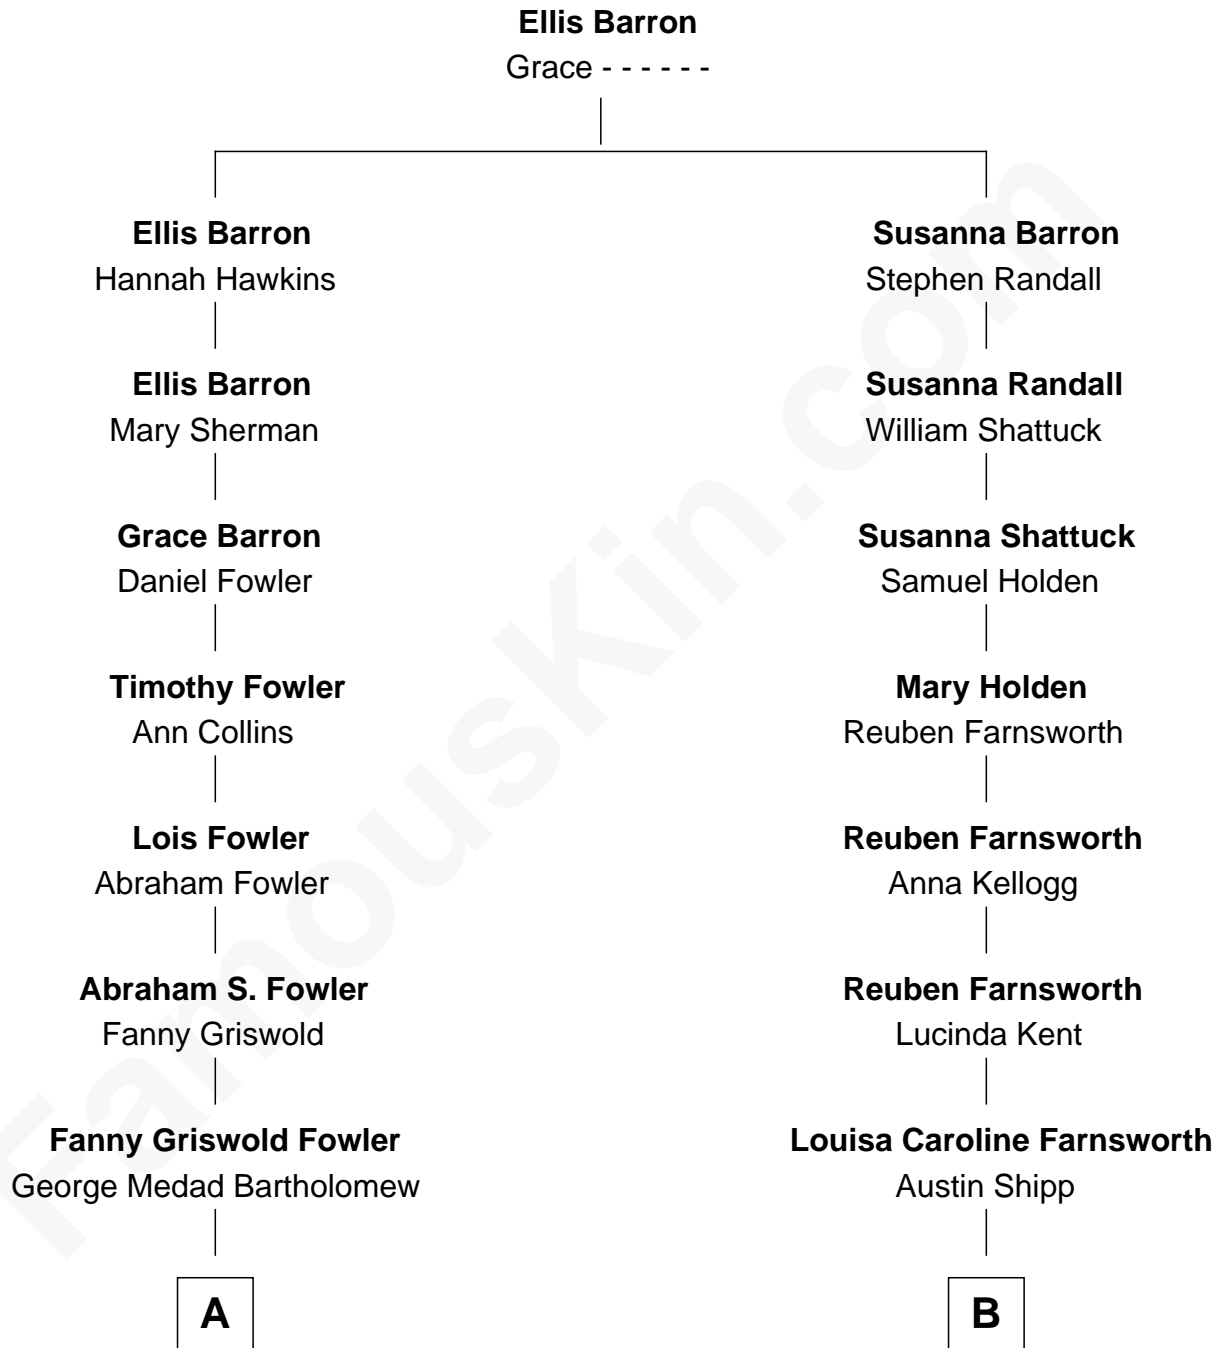 Ellis Barron
Grace - - - - - -
Ellis Barron
Hannah Hawkins
Susanna Barron
Stephen Randall
Ellis Barron
Mary Sherman
Susanna Randall
William Shattuck
Grace Barron
Daniel Fowler
Susanna Shattuck
Samuel Holden
Timothy Fowler
Ann Collins
Mary Holden
Reuben Farnsworth
Lois Fowler
Abraham Fowler
Reuben Farnsworth
Anna Kellogg
Abraham S. Fowler
Fanny Griswold
Reuben Farnsworth
Lucinda Kent
Fanny Griswold Fowler
George Medad Bartholomew
Louisa Caroline Farnsworth
Austin Shipp
A
B
FamousKin.com